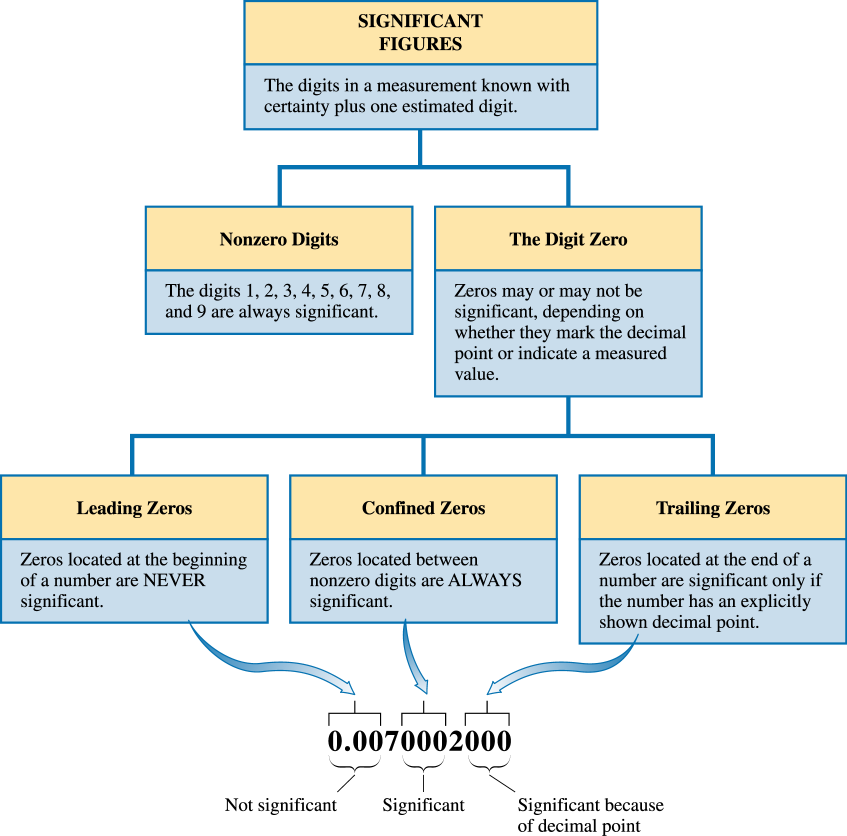 SIGNIFICANT
FIGURES
The digits in a measurement known with
certainty plus one estimated digit.
Nonzero Digits
The digits 1, 2, 3, 4, 5, 6, 7, 8,
and 9 are always significant.
The Digit Zero
Zeros may or may not be
significant, depending on
whether they mark the decimal
point or indicate a measured
value.
Leading Zeros
Zeros located at the beginning
of a number are NEVER
significant.
Confined Zeros
Zeros located between
nonzero digits are ALWAYS
significant.
Trailing Zeros
Zeros located at the end of a
number are significant only if
the number has an explicitly
shown decimal point.
0.0070002000
Not significant
Significant
Significant because
of decimal point